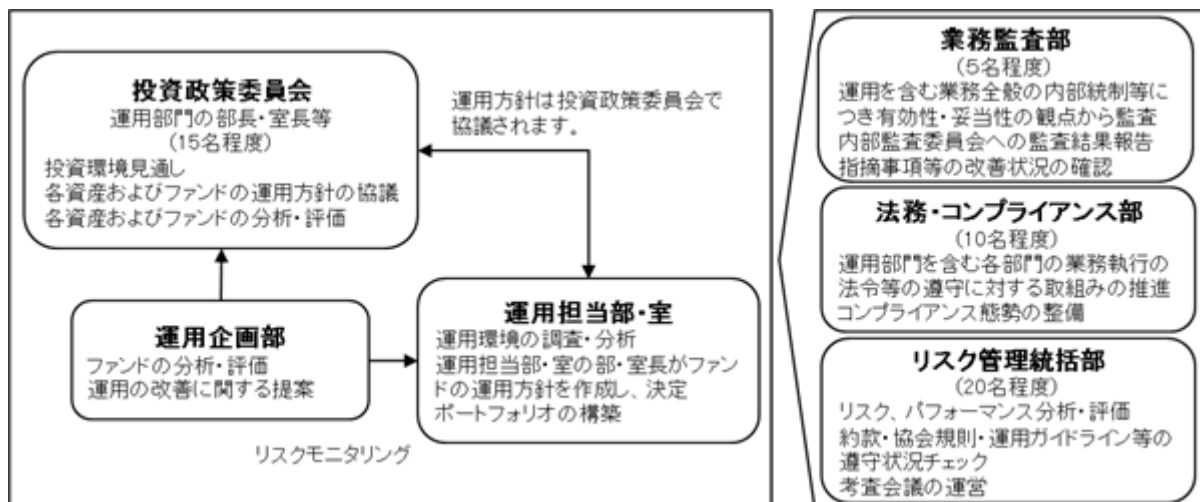 投資政策委員会
運用部門の部長・室長等
(15名程度)
投資環境見通し
各資産およびファンドの運用方針の協議
各資産およびファンドの分析・評価
運用方針は投資政策委員会で
協議されます。
運用企画部
ファンドの分析・評価
運用の改善に関する提案
運用担当部・室
運用環境の調査・分析
運用担当部・室の部・室長がファン
ドの運用方針を作成し、決定
ポートフォリオの構築
リスクモニタリング
業務監査部
(5名程度)
運用を含む業務全般の内部統制等に
つき有効性・妥当性の観点から監査
内部監査委員会への監査結果報告
指摘事項等の改善状況の確認
法務・コンプライアンス部
(10名程度)
運用部門を含む各部門の業務執行の
法令等の遵守に対する取組みの推進
コンプライアンス態勢の整備
リスク管理統括部
(20名程度)
リスク、パフォーマンス分析・評価
約款・協会規則・運用ガイドライン等の
遵守状況チェック
考査会議の運営